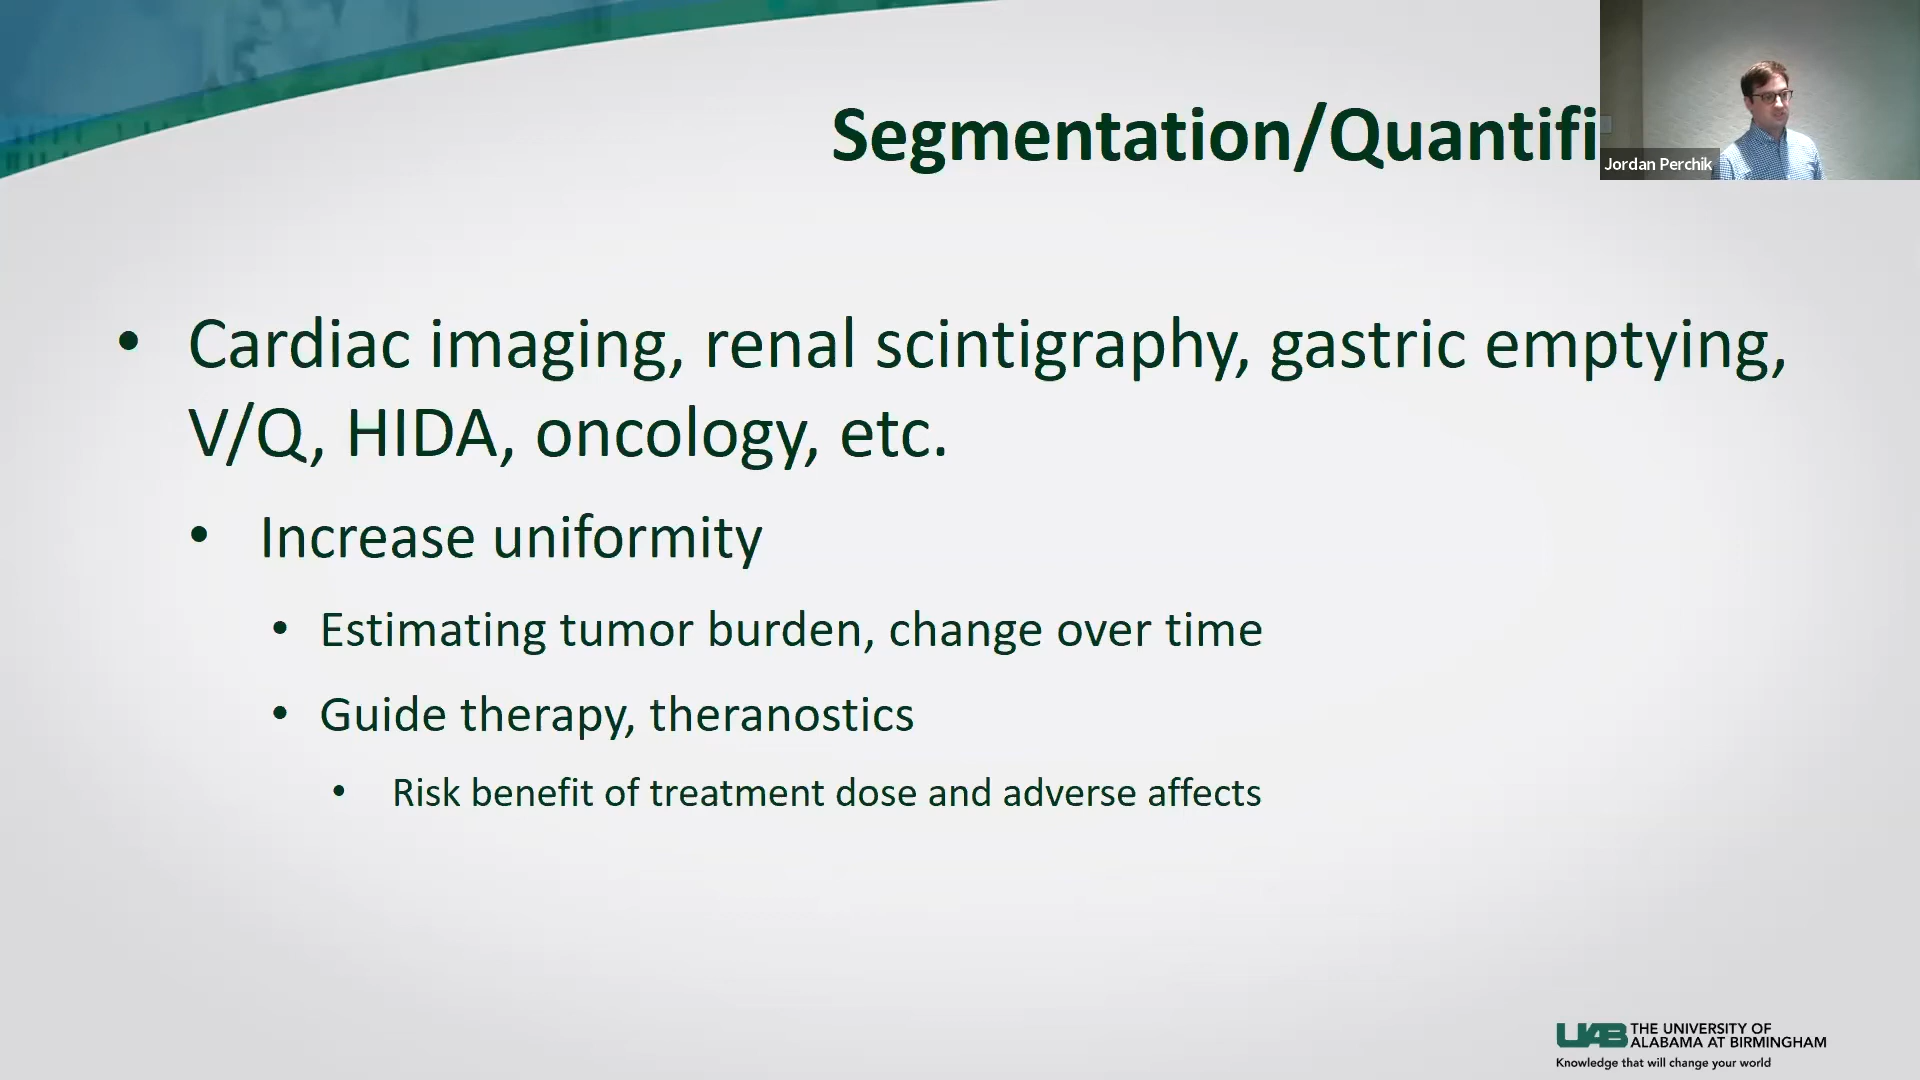 Segmentation/Quantifi
Jordan Perchik
• Cardiac imaging, renal scintigraphy, gastric emptying,
V/Q, HIDA, oncology, etc.
• Increase uniformity
• Estimating tumor burden, change over time
• Guide therapy, theranostics
• Risk benefit of treatment dose and adverse affects
UAB THE UNIVERSITY OF
ALABAMA AT BIRMINGHAM
Knowledge that will change your world